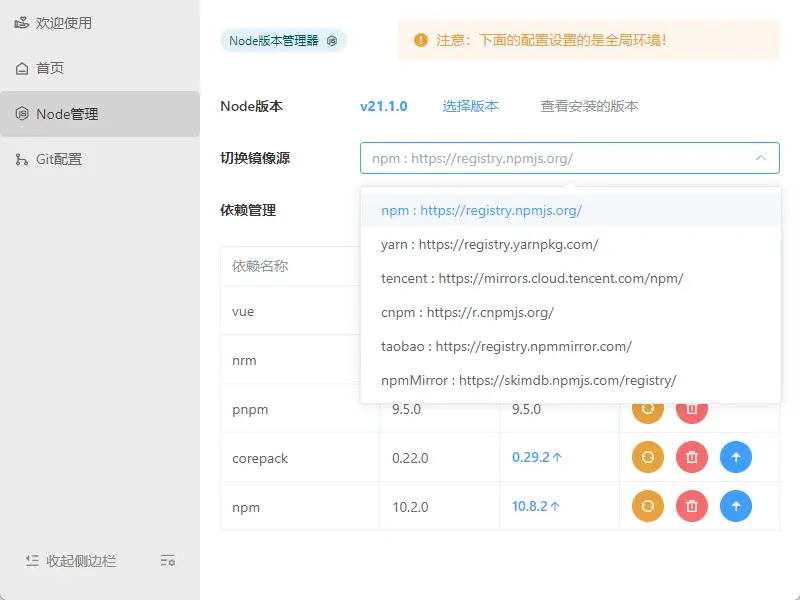 欢迎使用
首页
Node管理
Git配置
收起侧边栏
Node版本管理器
注意：下面的配置设置的是全局环境！
Node版本 v21.1.0 选择版本 查看安装的版本
切换镜像源 npm : https://registry.npmjs.org/
npm : https://registry.npmjs.org/
yarn : https://registry.yarnpkg.com/
tencent : https://mirrors.cloud.tencent.com/npm/
cnpm : https://r.cnpmjs.org/
taobao : https://registry.npmmirror.com/
npmMirror : https://skimdb.npmjs.com/registry/
依赖管理
依赖名称
vue
nrm
pnpm 9.5.0 9.5.0
corepack 0.22.0 0.29.2↑
npm 10.2.0 10.8.2↑